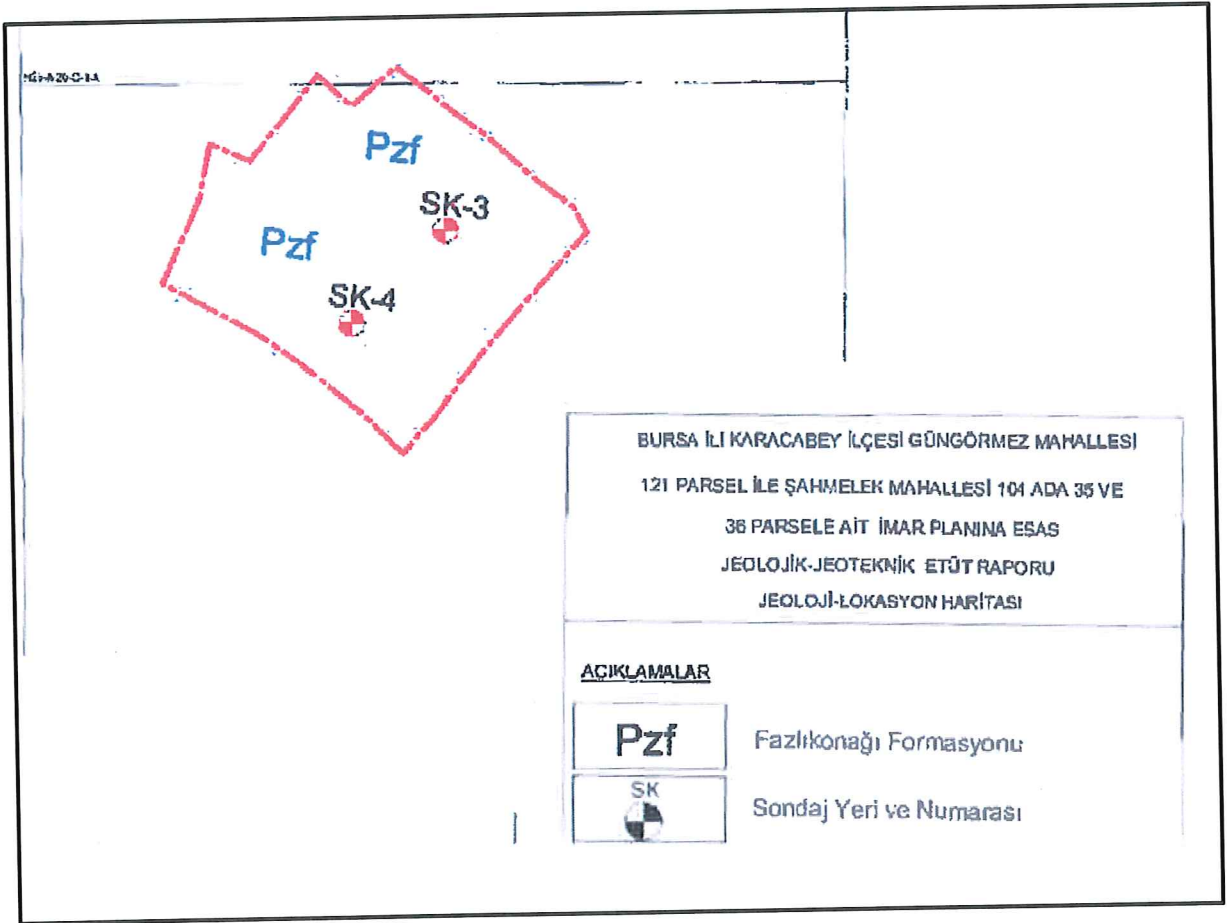 Pzf
SK-3
Pzf
SK-4
BURSA İLİ KARACABEY İLÇESİ GÜNGÖRMEZ MAHALLESİ
121 PARSEL İLE ŞAHMELEK MAHALLESİ 104 ADA 35 VE
36 PARSELE AİT İMAR PLANINA ESAS
JEOLOJİK-JEOTEKNİK ETÜT RAPORU
JEOLOJİ-LOKASYON HARİTASI
AÇIKLAMALAR
Pzf Fazlıkonağı Formasyonu
SK
Sondaj Yeri ve Numarası